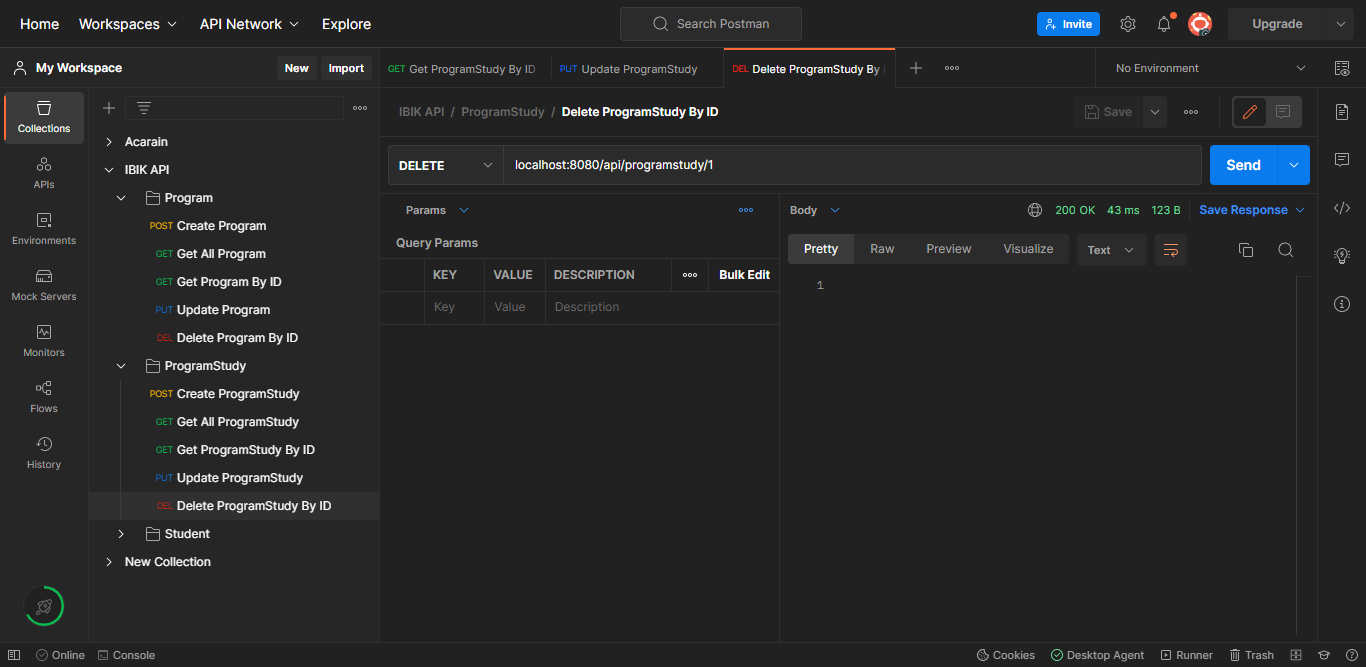 Home Workspaces API Network Explore Search Postman Invite Upgrade
My Workspace New Import GET Get ProgramStudy By ID PUT Update ProgramStudy DEL Delete ProgramStudy By No Environment
IBIK API / ProgramStudy / Delete ProgramStudy By ID Save
Collections
APIs
Environments
Mock Servers
Monitors
Flows
History
Acarain
IBIK API
Program
POST Create Program
GET Get All Program
GET Get Program By ID
PUT Update Program
DEL Delete Program By ID
ProgramStudy
POST Create ProgramStudy
GET Get All ProgramStudy
GET Get ProgramStudy By ID
PUT Update ProgramStudy
DEL Delete ProgramStudy By ID
Student
New Collection
DELETE localhost:8080/api/programstudy/1 Send
Params
Query Params
KEY VALUE DESCRIPTION Bulk Edit
Key Value Description
Body 200 OK 43 ms 123 B Save Response
Pretty Raw Preview Visualize Text
1
Online Console Cookies Desktop Agent Runner Trash